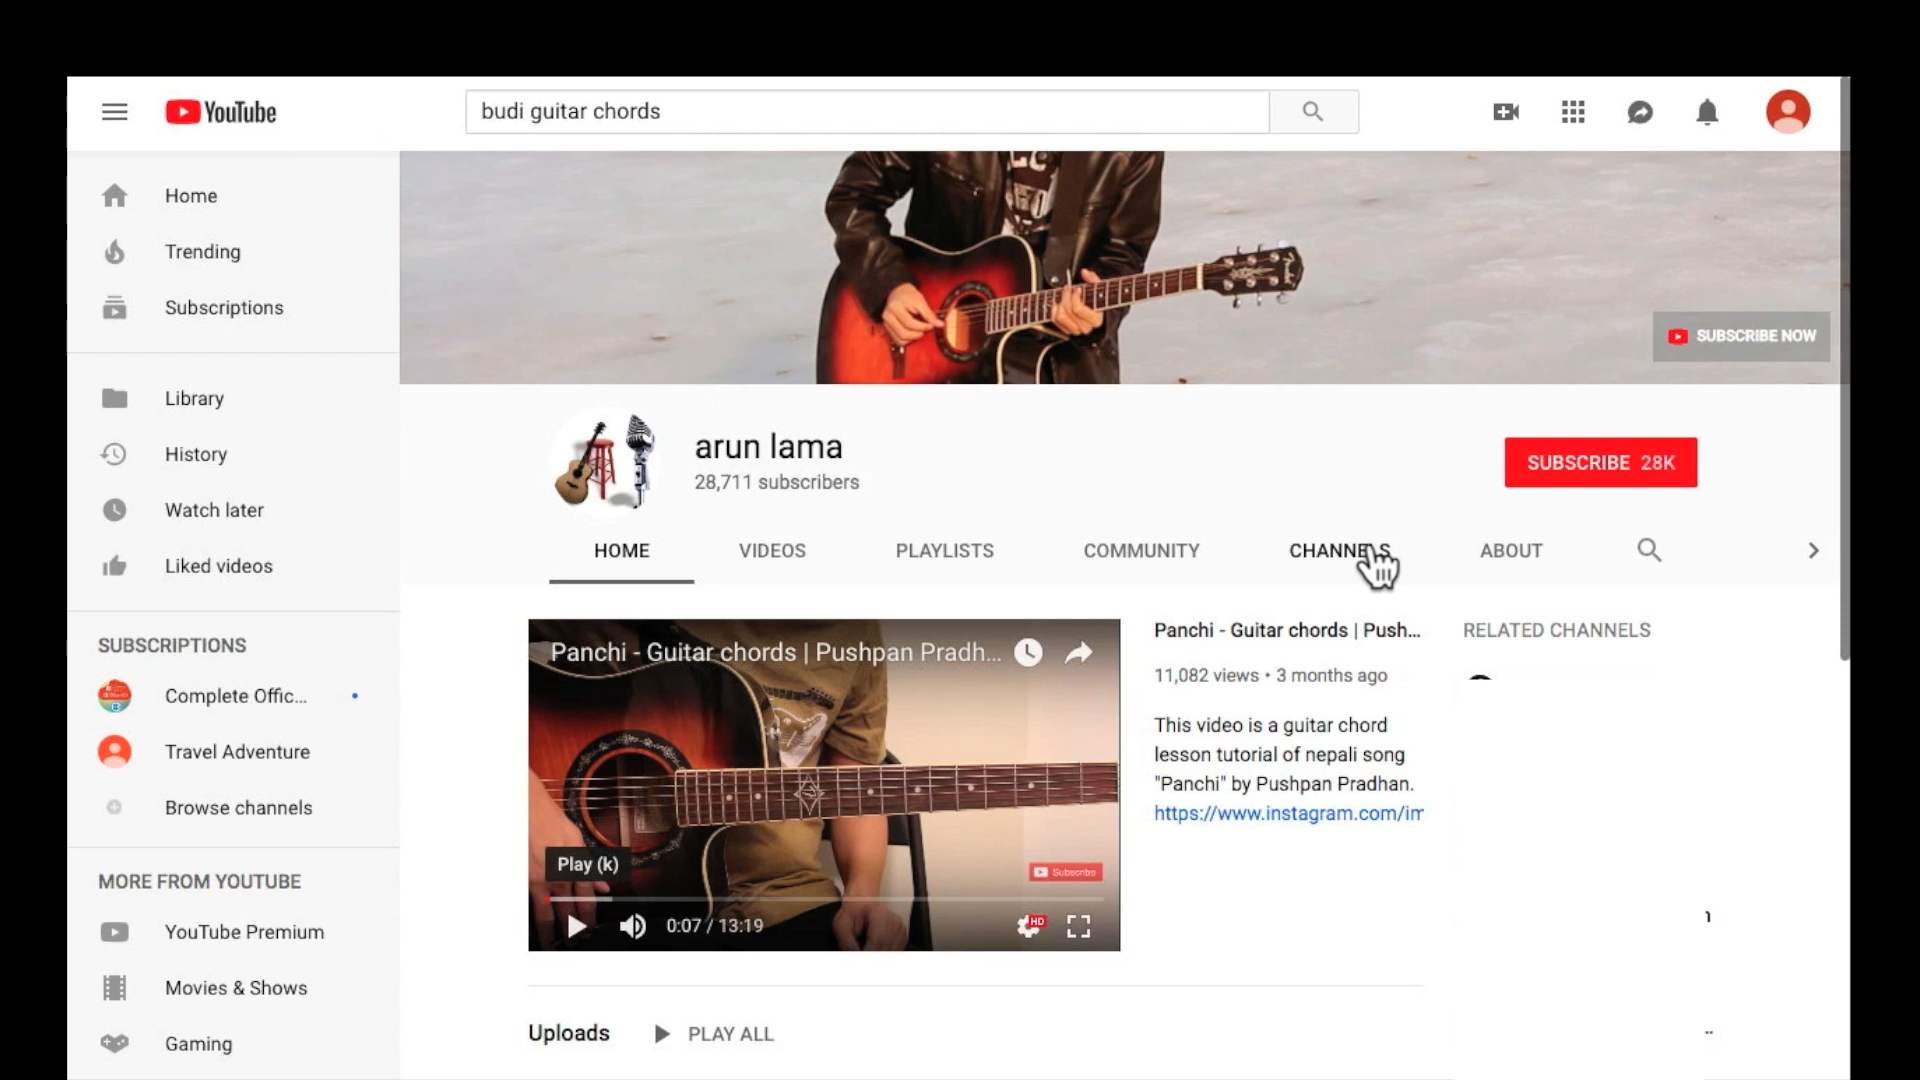 YouTube
budi guitar chords
Home
Trending
Subscriptions
Library
History
Watch later
Liked videos
SUBSCRIPTIONS
Complete Offic...
Travel Adventure
Browse channels
MORE FROM YOUTUBE
YouTube Premium
Movies & Shows
Gaming
SUBSCRIBE NOW
arun lama
28,711 subscribers
SUBSCRIBE 28K
HOME VIDEOS PLAYLISTS COMMUNITY CHANNELS ABOUT
Panchi - Guitar chords | Pushpan Pradh...
Play (k)
Subscribe
0:07 / 13:19
HD
Panchi - Guitar chords | Push...
11,082 views • 3 months ago
This video is a guitar chord
lesson tutorial of nepali song
"Panchi" by Pushpan Pradhan.
https://www.instagram.com/im
RELATED CHANNELS
Uploads PLAY ALL